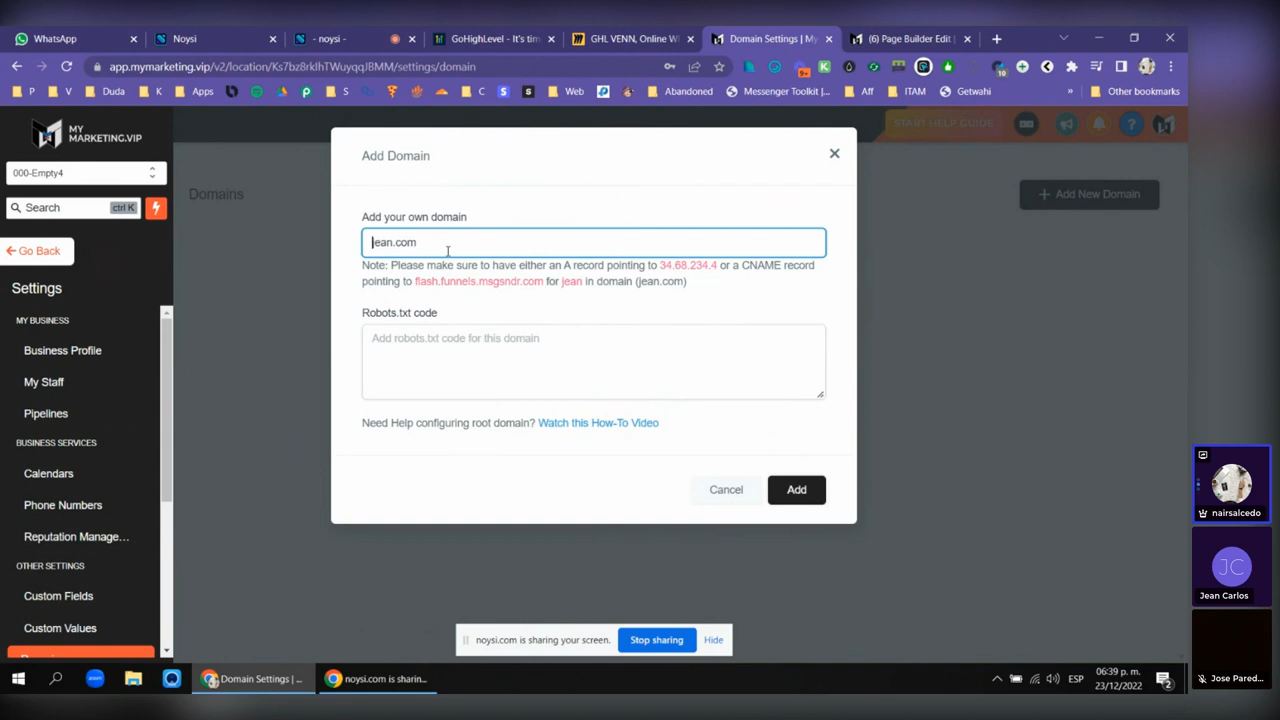 WhatsApp
Noysi
- noysi -
GoHighLevel - It's tim
GHL VENN, Online W
Domain Settings | My
(6) Page Builder Edit |
app.mymarketing.vip/v2/location/Ks7bz8rklhTWuyqqJ8MM/settings/domain
9+
10
P
V
Duda
K
Apps
S
C
Web
Abandoned
Messenger Toolkit |...
Aff
ITAM
Getwahi
»
Other bookmarks
MY
MARKETING.VIP
START HELP GUIDE
000-Empty4
Search
ctrl K
Go Back
Settings
MY BUSINESS
Business Profile
My Staff
Pipelines
BUSINESS SERVICES
Calendars
Phone Numbers
Reputation Manage...
OTHER SETTINGS
Custom Fields
Custom Values
Domains
+ Add New Domain
Add Domain
Add your own domain
jean.com
Note: Please make sure to have either an A record pointing to 34.68.234.4 or a CNAME record
pointing to flash.funnels.msgsndr.com for jean in domain (jean.com)
Robots.txt code
Add robots.txt code for this domain
Need Help configuring root domain? Watch this How-To Video
Cancel
Add
noysi.com is sharing your screen.
Stop sharing
Hide
nairsalcedo
JC
Jean Carlos
Jose Pared...
Domain Settings | ...
noysi.com is sharin...
ESP
06:39 p. m.
23/12/2022
2